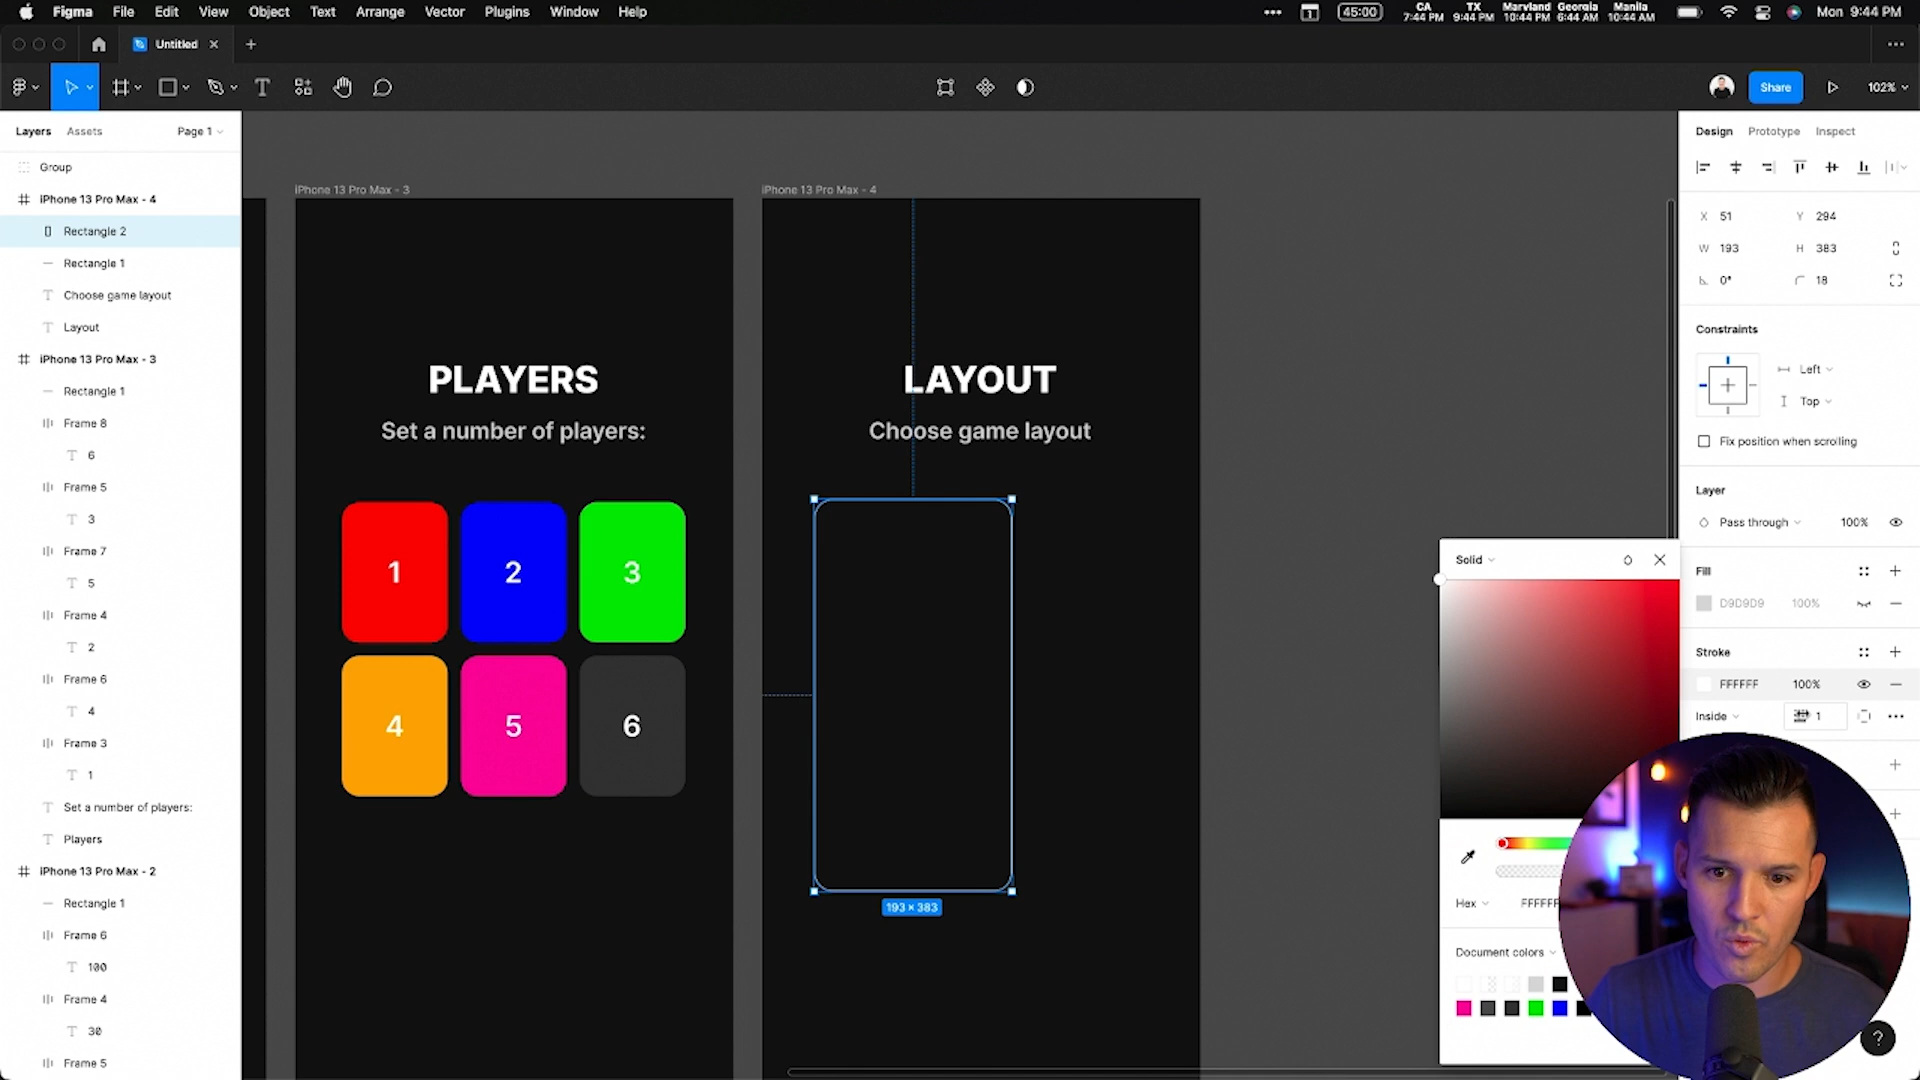 Figma File Edit View Object Text Arrange Vector Plugins Window Help
1 45:00 CA 7:44 PM TX 9:44 PM Maryland 10:44 PM Georgia 6:44 AM Manila 10:44 AM Mon 9:44 PM
Untitled
T Share 102%
Layers Assets Page 1
Group
iPhone 13 Pro Max - 4
Rectangle 2
Rectangle 1
Choose game layout
Layout
iPhone 13 Pro Max - 3
Rectangle 1
Frame 8
6
Frame 5
3
Frame 7
5
Frame 4
2
Frame 6
4
Frame 3
1
Set a number of players:
Players
iPhone 13 Pro Max - 2
Rectangle 1
Frame 6
100
Frame 4
30
Frame 5
iPhone 13 Pro Max - 3
PLAYERS
Set a number of players:
1 2 3
4 5 6
iPhone 13 Pro Max - 4
LAYOUT
Choose game layout
193 × 383
Solid
Hex FFFFFF
Document colors
Design Prototype Inspect
X 51 Y 294
W 193 H 383
0° 18
Constraints
Left
Top
Fix position when scrolling
Layer
Pass through 100%
Fill
D9D9D9 100%
Stroke
FFFFFF 100%
Inside 1
?